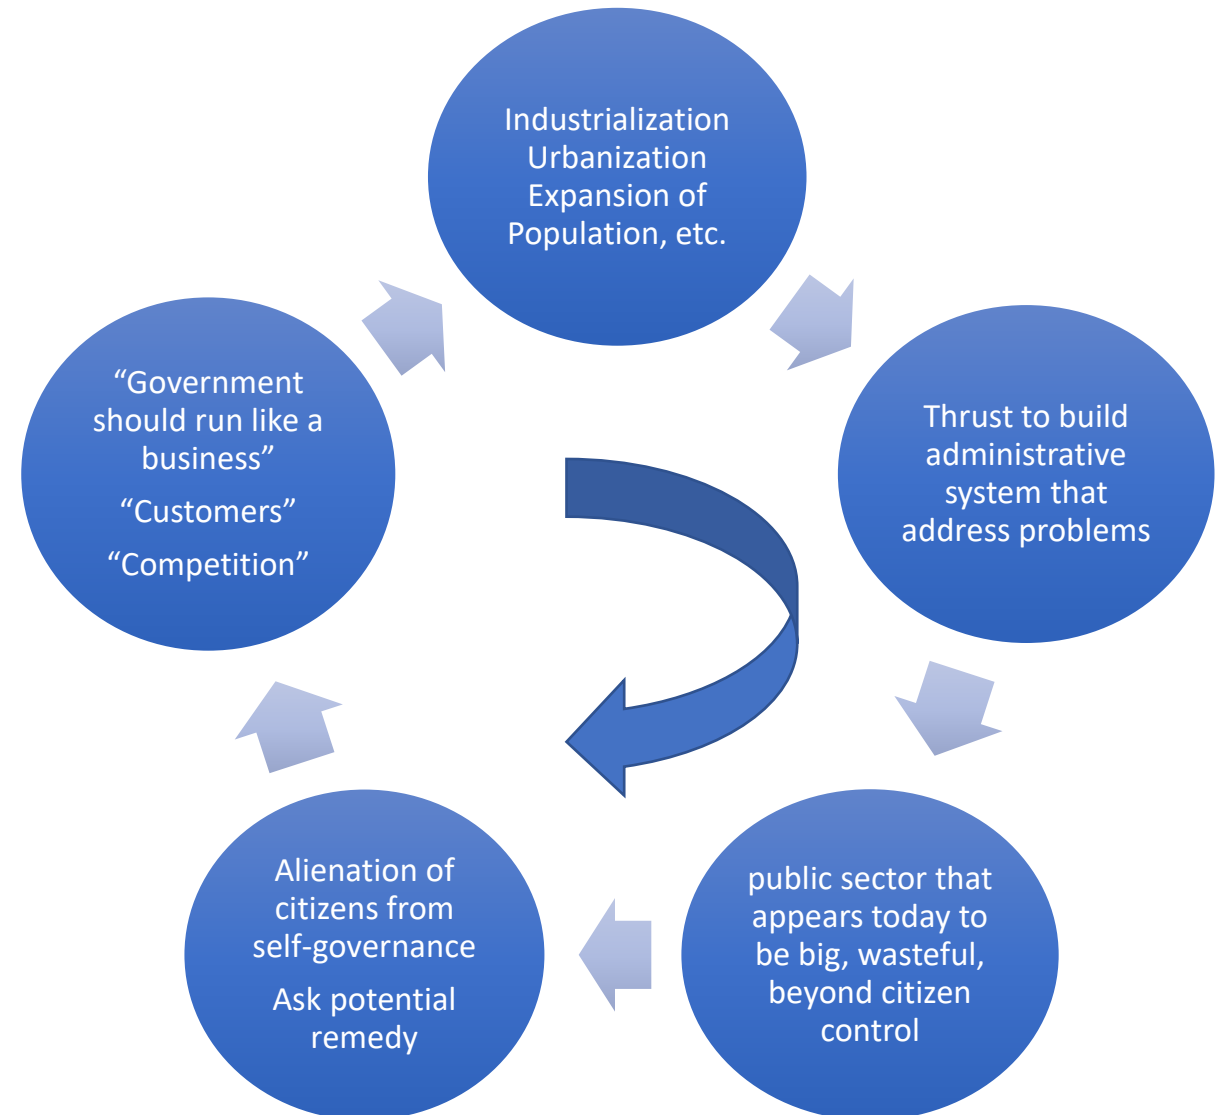 Industrialization
Urbanization
Expansion of
Population, etc.
Thrust to build
administrative
system that
address problems
public sector that
appears today to
be big, wasteful,
beyond citizen
control
Alienation of
citizens from
self-governance
Ask potential
remedy
“Government
should run like a
business”
“Customers”
“Competition”